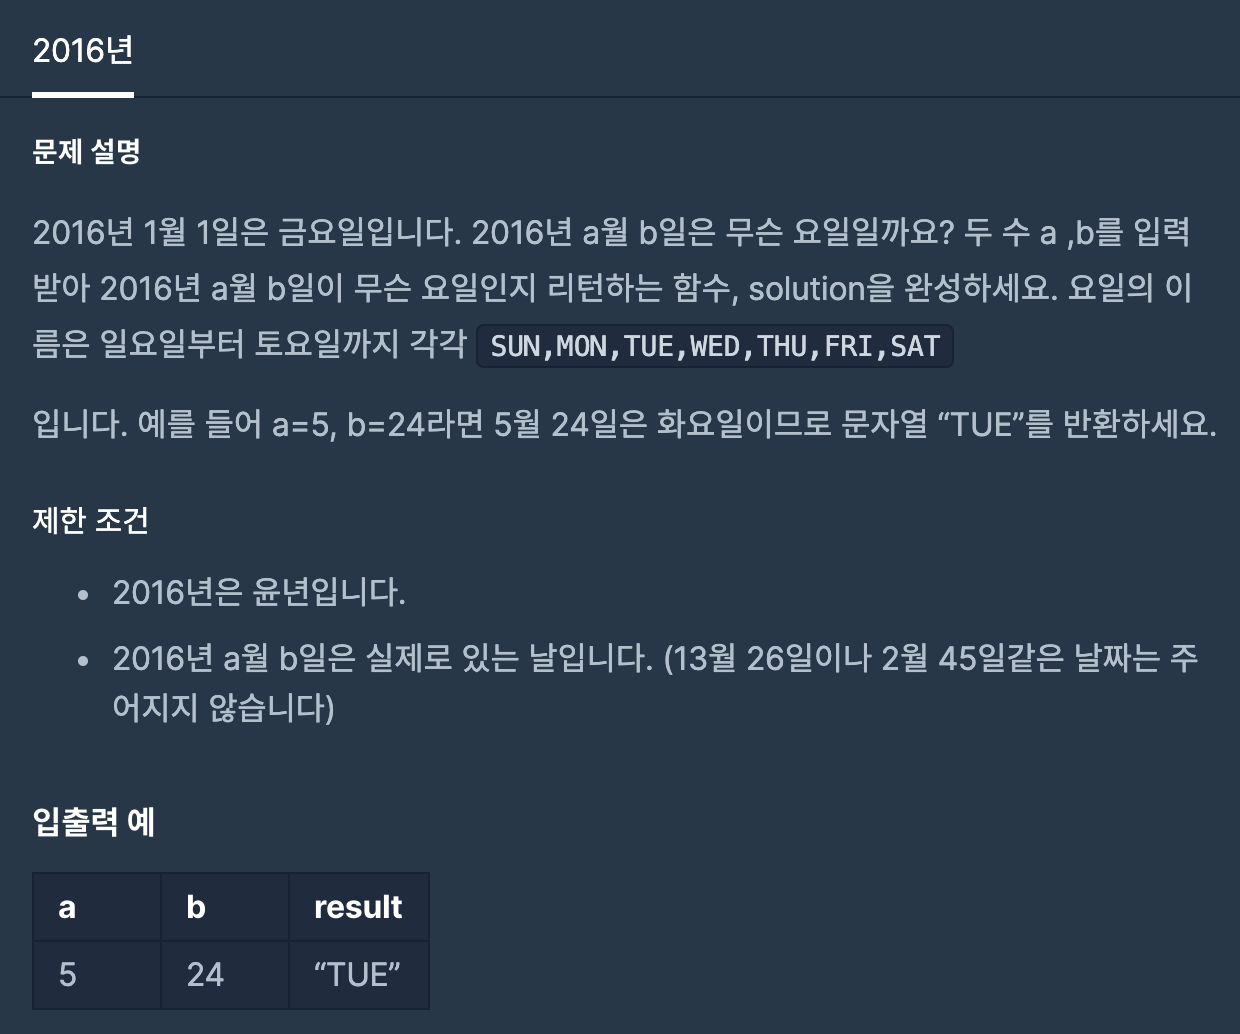 2016년
문제 설명
2016년 1월 1일은 금요일입니다. 2016년 a월 b일은 무슨 요일일까요? 두 수 a ,b를 입력
받아 2016년 a월 b일이 무슨 요일인지 리턴하는 함수, solution을 완성하세요. 요일의 이
름은 일요일부터 토요일까지 각각 SUN,MON,TUE,WED,THU,FRI,SAT
입니다. 예를 들어 a=5, b=24라면 5월 24일은 화요일이므로 문자열 “TUE”를 반환하세요.
제한 조건
• 2016년은 윤년입니다.
• 2016년 a월 b일은 실제로 있는 날입니다. (13월 26일이나 2월 45일같은 날짜는 주
어지지 않습니다)
입출력 예
a b result
5 24 “TUE”